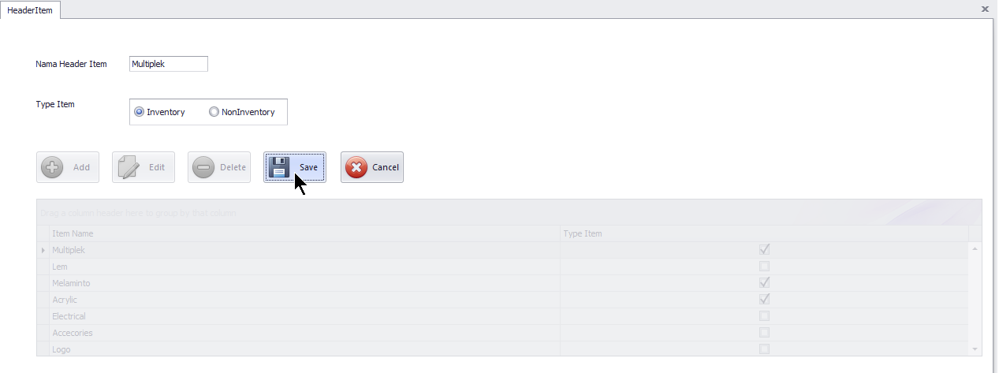 HeaderItem
Nama Header Item Multiplek
Type Item
Inventory NonInventory
Add Edit Delete Save Cancel
Drag a column header here to group by that column
Item Name Type Item
Multiplek
Lem
Melaminto
Acrylic
Electrical
Accecories
Logo